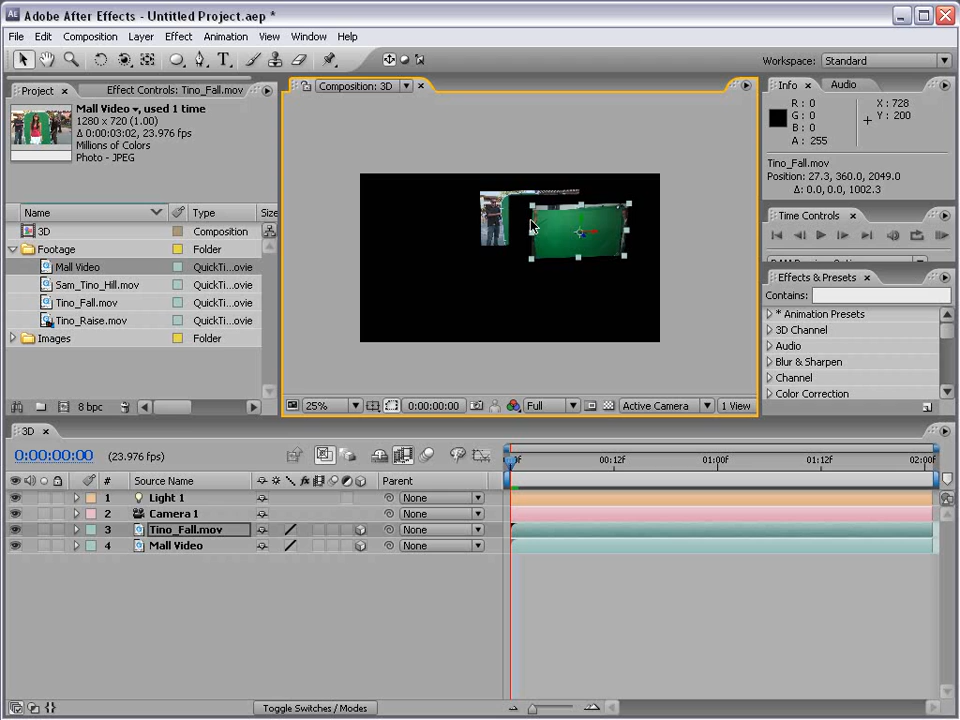 Adobe After Effects - Untitled Project.aep *
File Edit Composition Layer Effect Animation View Window Help
Workspace: Standard
Project × Effect Controls: Tino_Fall.mov
Mall Video, used 1 time
1280 x 720 (1.00)
Δ 0:00:03:02, 23.976 fps
Millions of Colors
Photo - JPEG
Name Type Size
3D Composition
Footage Folder
Mall Video QuickTi...ovie
Sam_Tino_Hill.mov QuickTi...ovie
Tino_Fall.mov QuickTi...ovie
Tino_Raise.mov QuickTi...ovie
Images Folder
8 bpc
Composition: 3D
25% 0:00:00:00 Full Active Camera 1 View
Info × Audio
R: 0 X: 728
G: 0 Y: 200
B: 0
A: 255
Tino_Fall.mov
Position: 27.3, 360.0, 2049.0
Δ: 0.0, 0.0, 1002.3
Time Controls ×
Effects & Presets ×
Contains:
* Animation Presets
3D Channel
Audio
Blur & Sharpen
Channel
Color Correction
3D ×
0:00:00:00 (23.976 fps)
00:12f 01:00f 01:12f 02:00f
# Source Name Parent
1 Light 1 None
2 Camera 1 None
3 Tino_Fall.mov None
4 Mall Video None
Toggle Switches / Modes